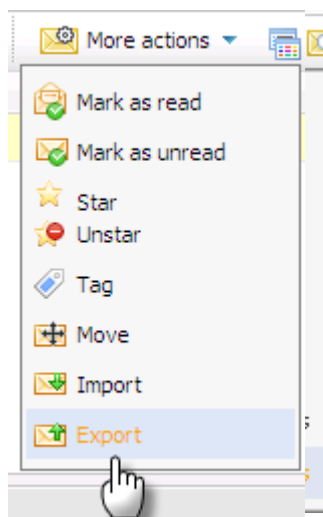 More actions
Mark as read
Mark as unread
Star
Unstar
Tag
Move
Import
Export